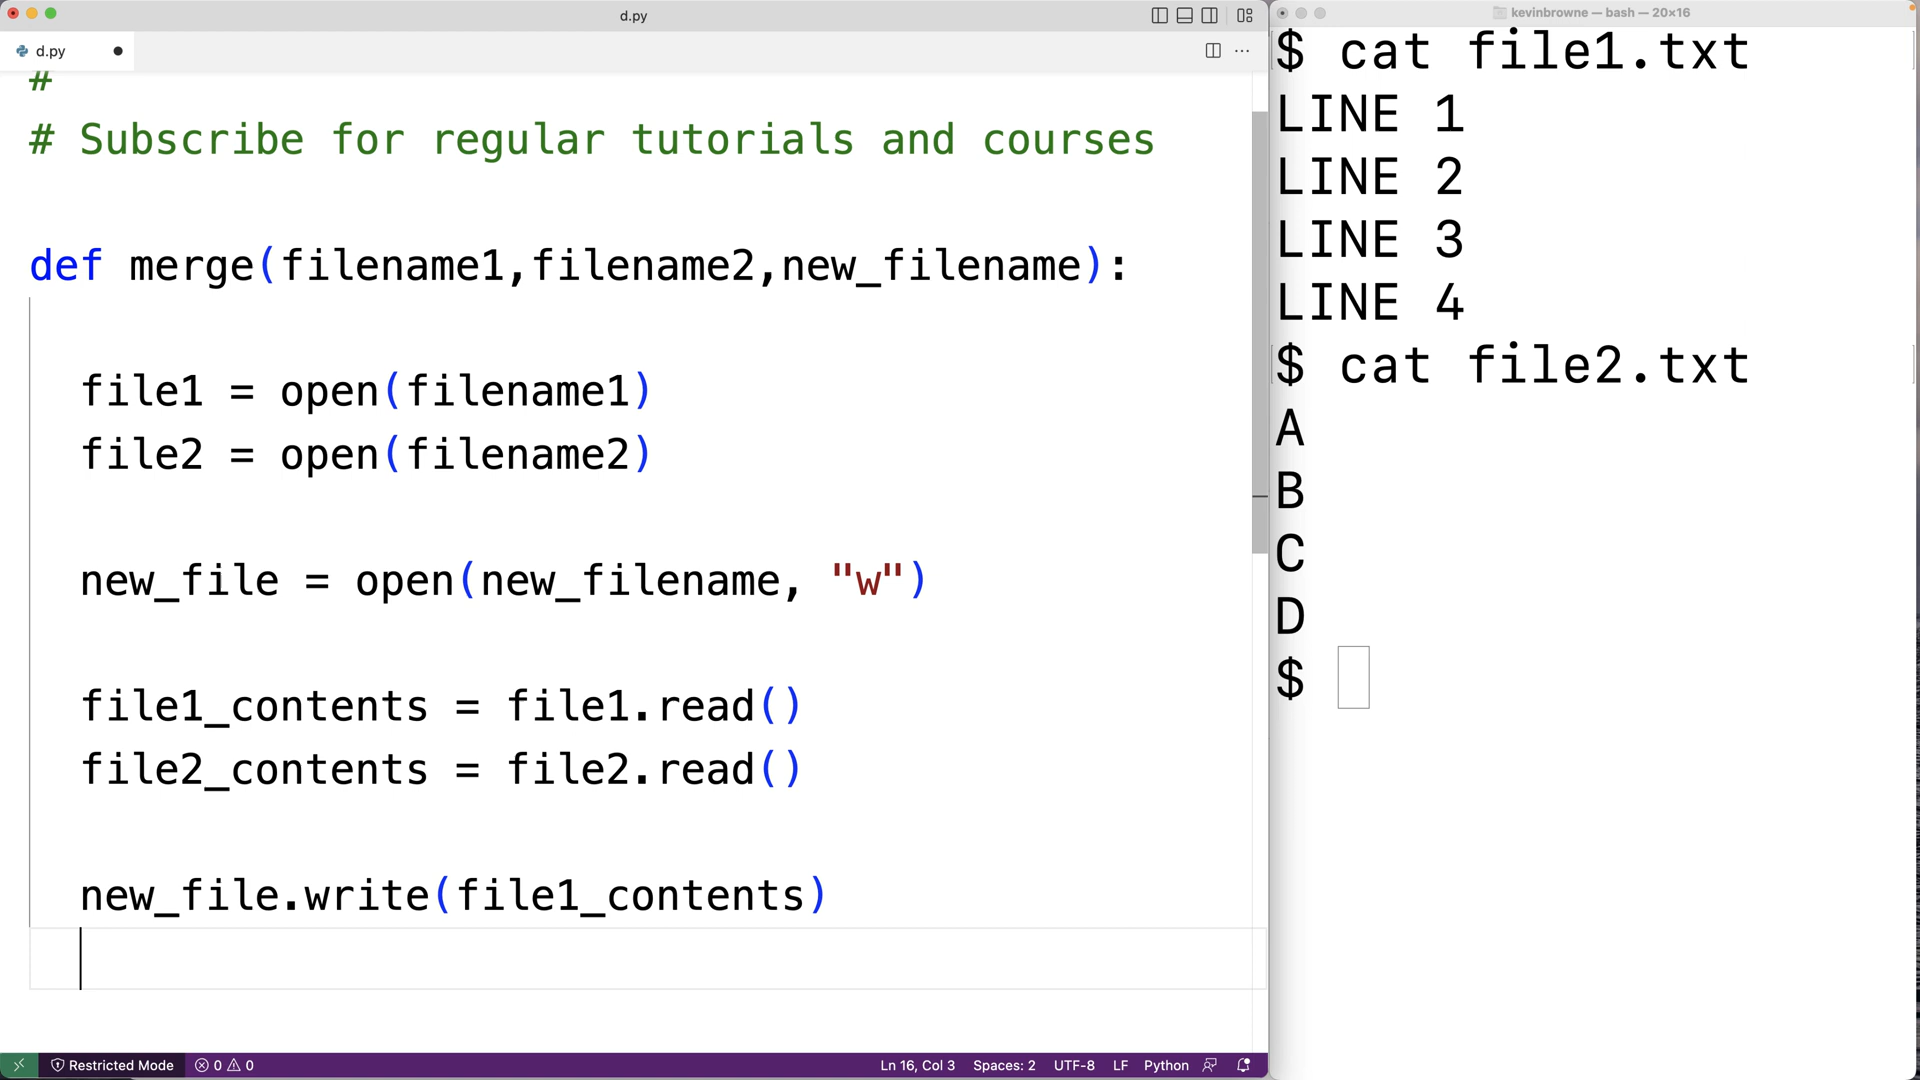 d.py
d.py
#
# Subscribe for regular tutorials and courses
def merge(filename1,filename2,new_filename):
file1 = open(filename1)
file2 = open(filename2)
new_file = open(new_filename, "w")
file1_contents = file1.read()
file2_contents = file2.read()
new_file.write(file1_contents)
Restricted Mode
0
0
Ln 16, Col 3
Spaces: 2
UTF-8
LF
Python
kevinbrowne — bash — 20×16
$ cat file1.txt
LINE 1
LINE 2
LINE 3
LINE 4
$ cat file2.txt
A
B
C
D
$